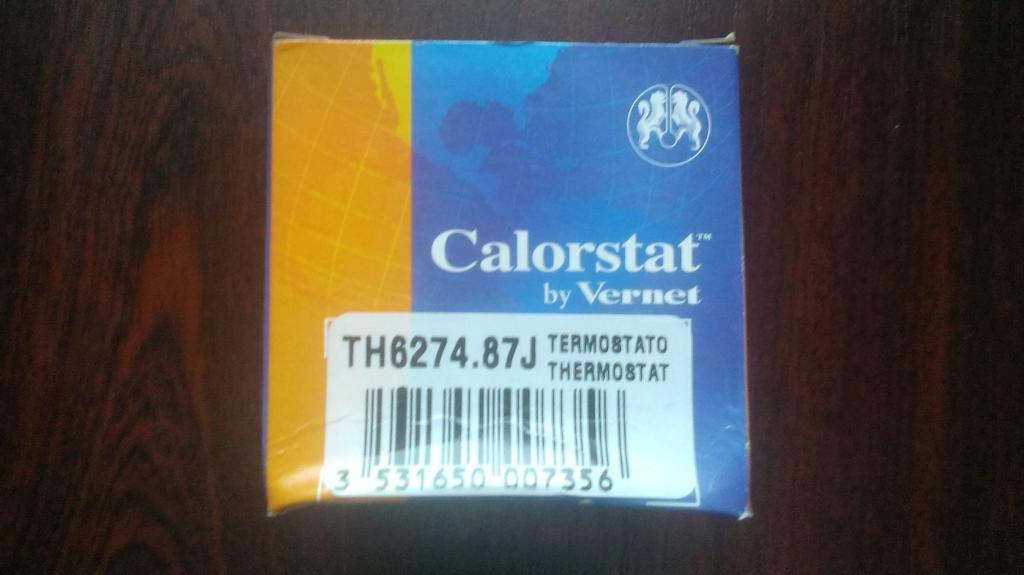 Calorstat™
by Vernet
TH6274.87J TERMOSTATO
THERMOSTAT
3 531650 007356